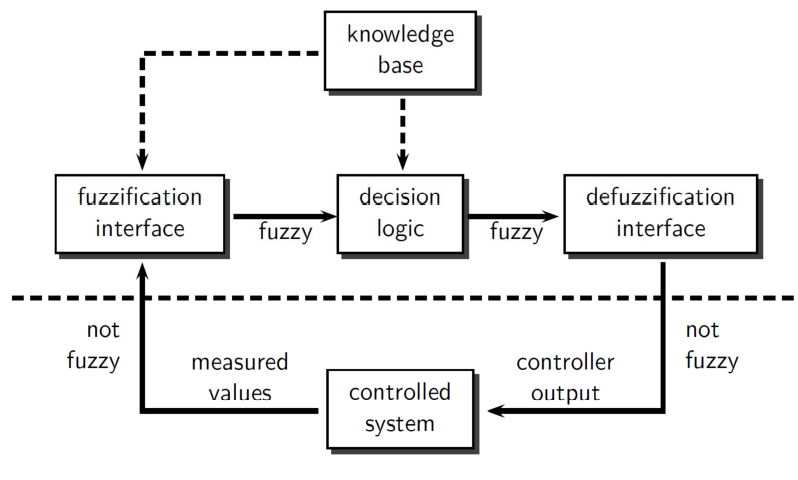 knowledge
base
fuzzification
interface
fuzzy
decision
logic
fuzzy
defuzzification
interface
not
fuzzy
measured
values
controlled
system
controller
output
not
fuzzy